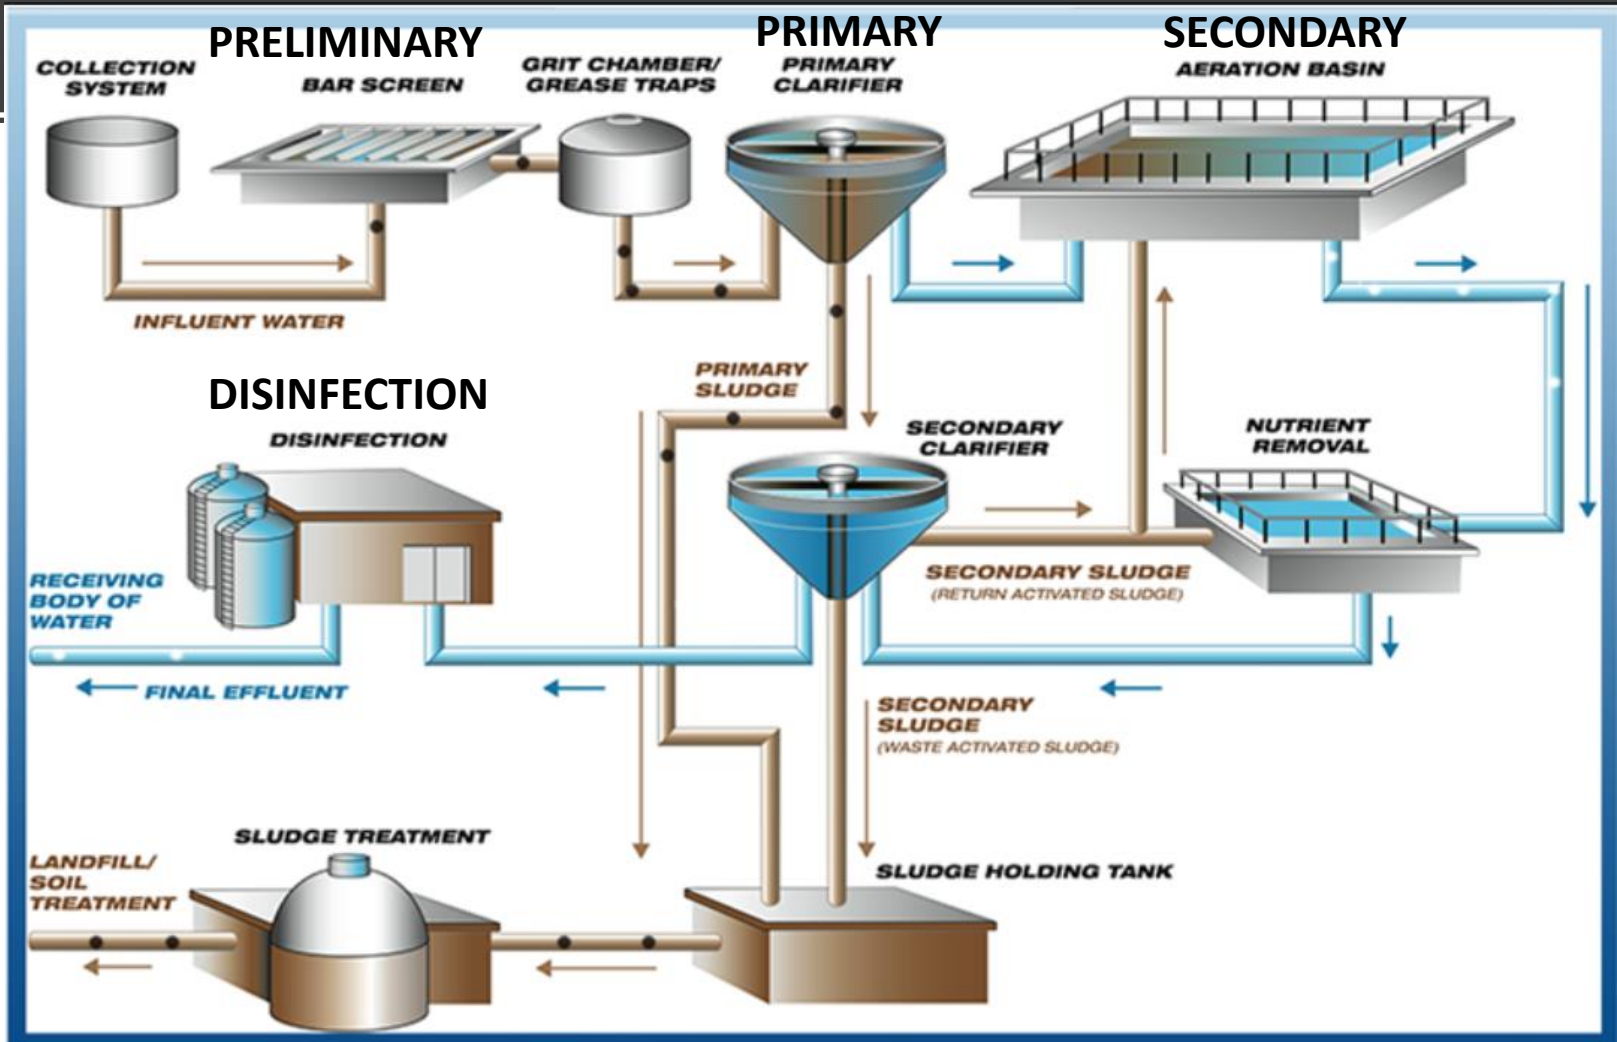 PRELIMINARY
PRIMARY
SECONDARY
COLLECTION
SYSTEM
BAR SCREEN
GRIT CHAMBER/
GREASE TRAPS
PRIMARY
CLARIFIER
AERATION BASIN
INFLUENT WATER
PRIMARY
SLUDGE
DISINFECTION
DISINFECTION
SECONDARY
CLARIFIER
NUTRIENT
REMOVAL
RECEIVING
BODY OF
WATER
SECONDARY SLUDGE
(RETURN ACTIVATED SLUDGE)
FINAL EFFLUENT
SECONDARY
SLUDGE
(WASTE ACTIVATED SLUDGE)
SLUDGE TREATMENT
LANDFILL/
SOIL
TREATMENT
SLUDGE HOLDING TANK